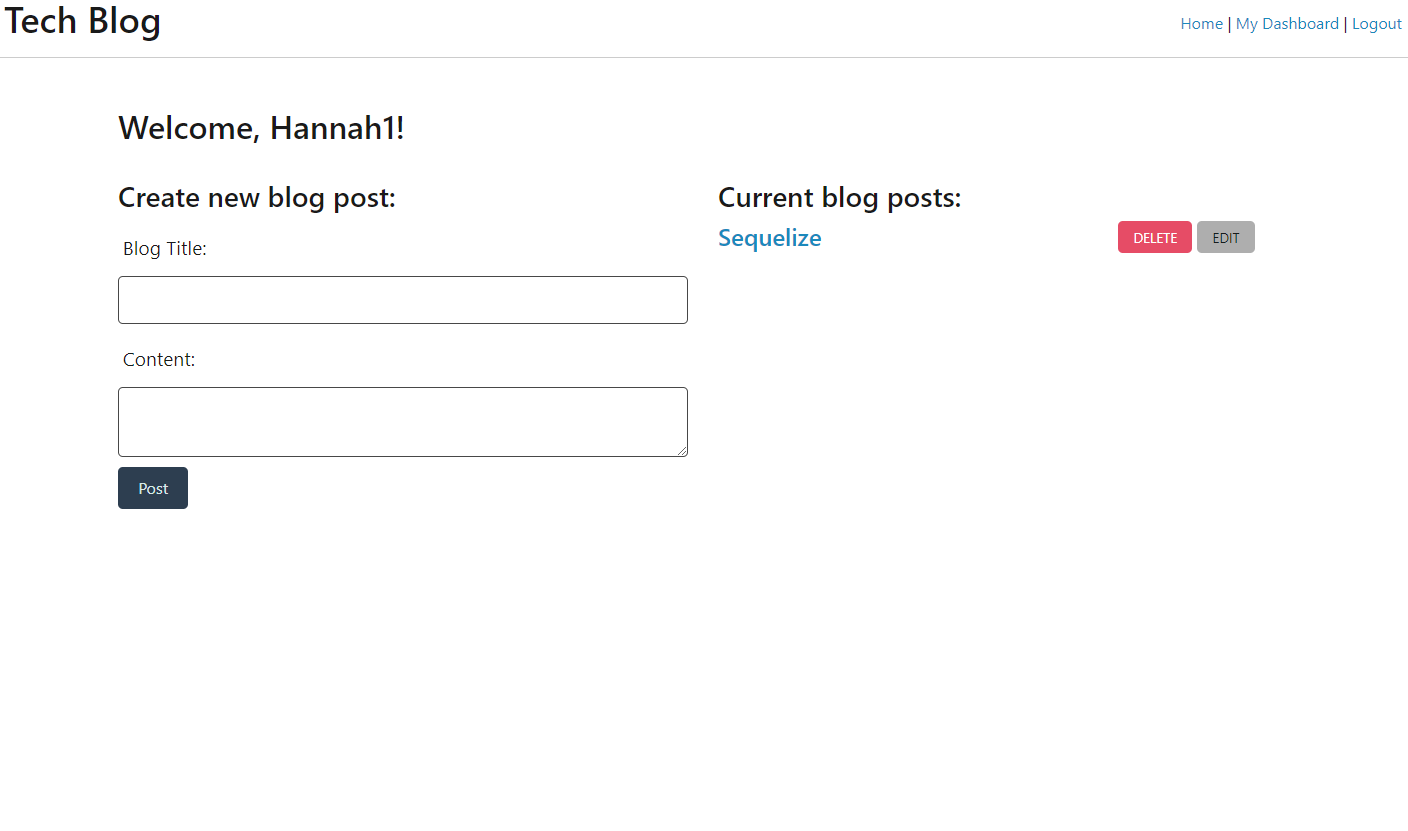 Tech Blog
Home | My Dashboard | Logout
Welcome, Hannah1!
Create new blog post:
Blog Title:
Content:
Post
Current blog posts:
Sequelize
DELETE
EDIT